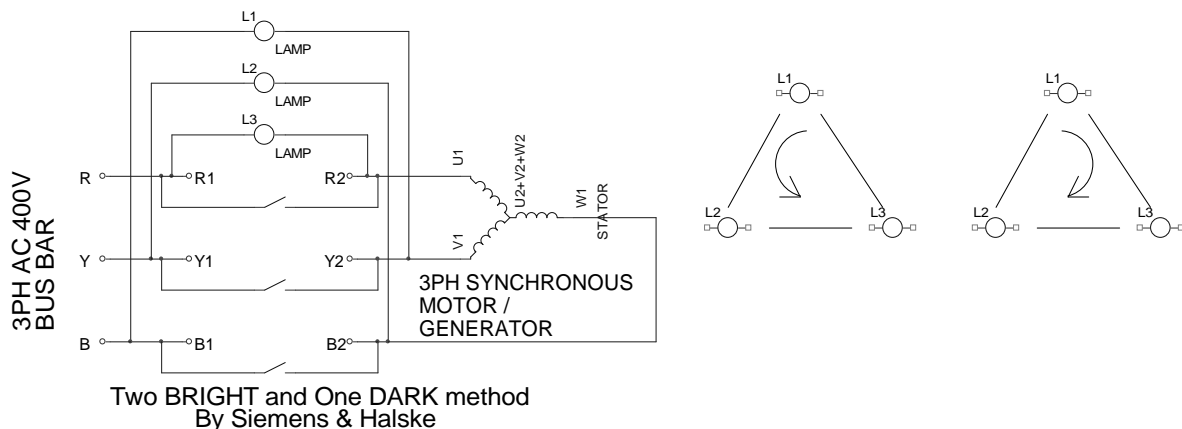 L1
LAMP
L2
LAMP
L3
LAMP
3PH AC 400V
BUS BAR
R
R1
R2
Y
Y1
Y2
B
B1
B2
U1
V1
U2+V2+W2
W1
STATOR
3PH SYNCHRONOUS
MOTOR /
GENERATOR
Two BRIGHT and One DARK method
By Siemens & Halske
L1
L2
L3
L1
L2
L3